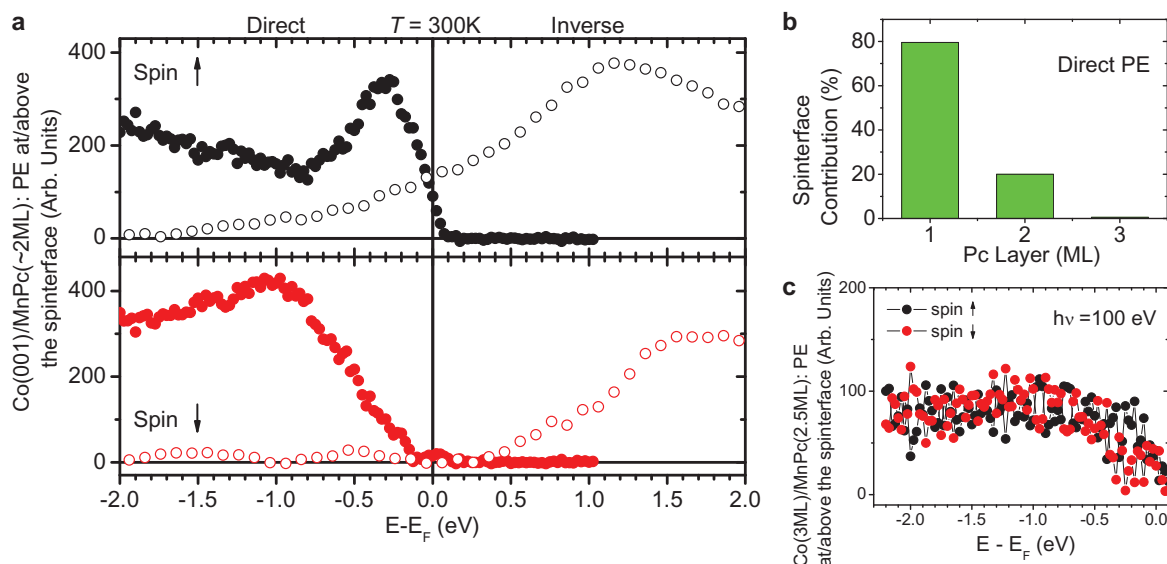 a
Direct
T = 300K
Inverse
Co(001)/MnPc(~2ML): PE at/above
the spinterface (Arb. Units)
400
200
0
Spin ↑
400
200
0
Spin ↓
-2.0 -1.5 -1.0 -0.5 0.0 0.5 1.0 1.5 2.0
E-E_F (eV)
b
Spinterface
Contribution (%)
80
60
40
20
0
Direct PE
1 2 3
Pc Layer (ML)
c
Co(3ML)/MnPc(2.5ML): PE
at/above the spinterface (Arb. Units)
200
100
0
spin ↑
spin ↓
hν =100 eV
-2.0 -1.5 -1.0 -0.5 0.0
E - E_F (eV)